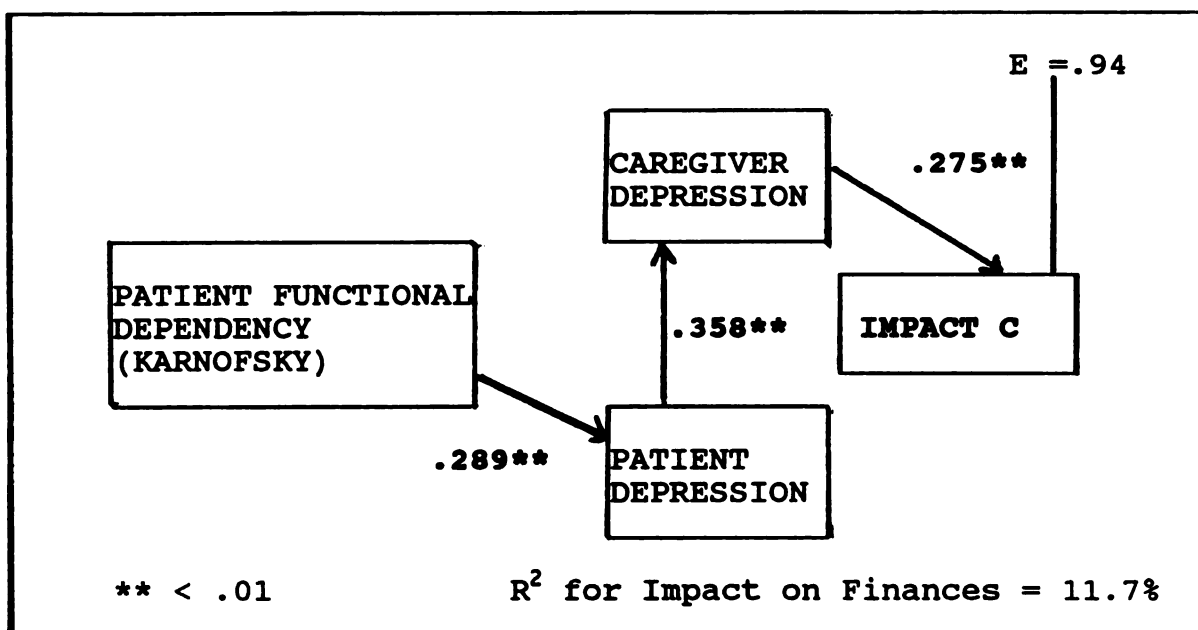 E =.94
CAREGIVER
DEPRESSION
.275**
PATIENT FUNCTIONAL
DEPENDENCY
(KARNOFSKY)
.358**
IMPACT C
.289**
PATIENT
DEPRESSION
** < .01
R² for Impact on Finances = 11.7%